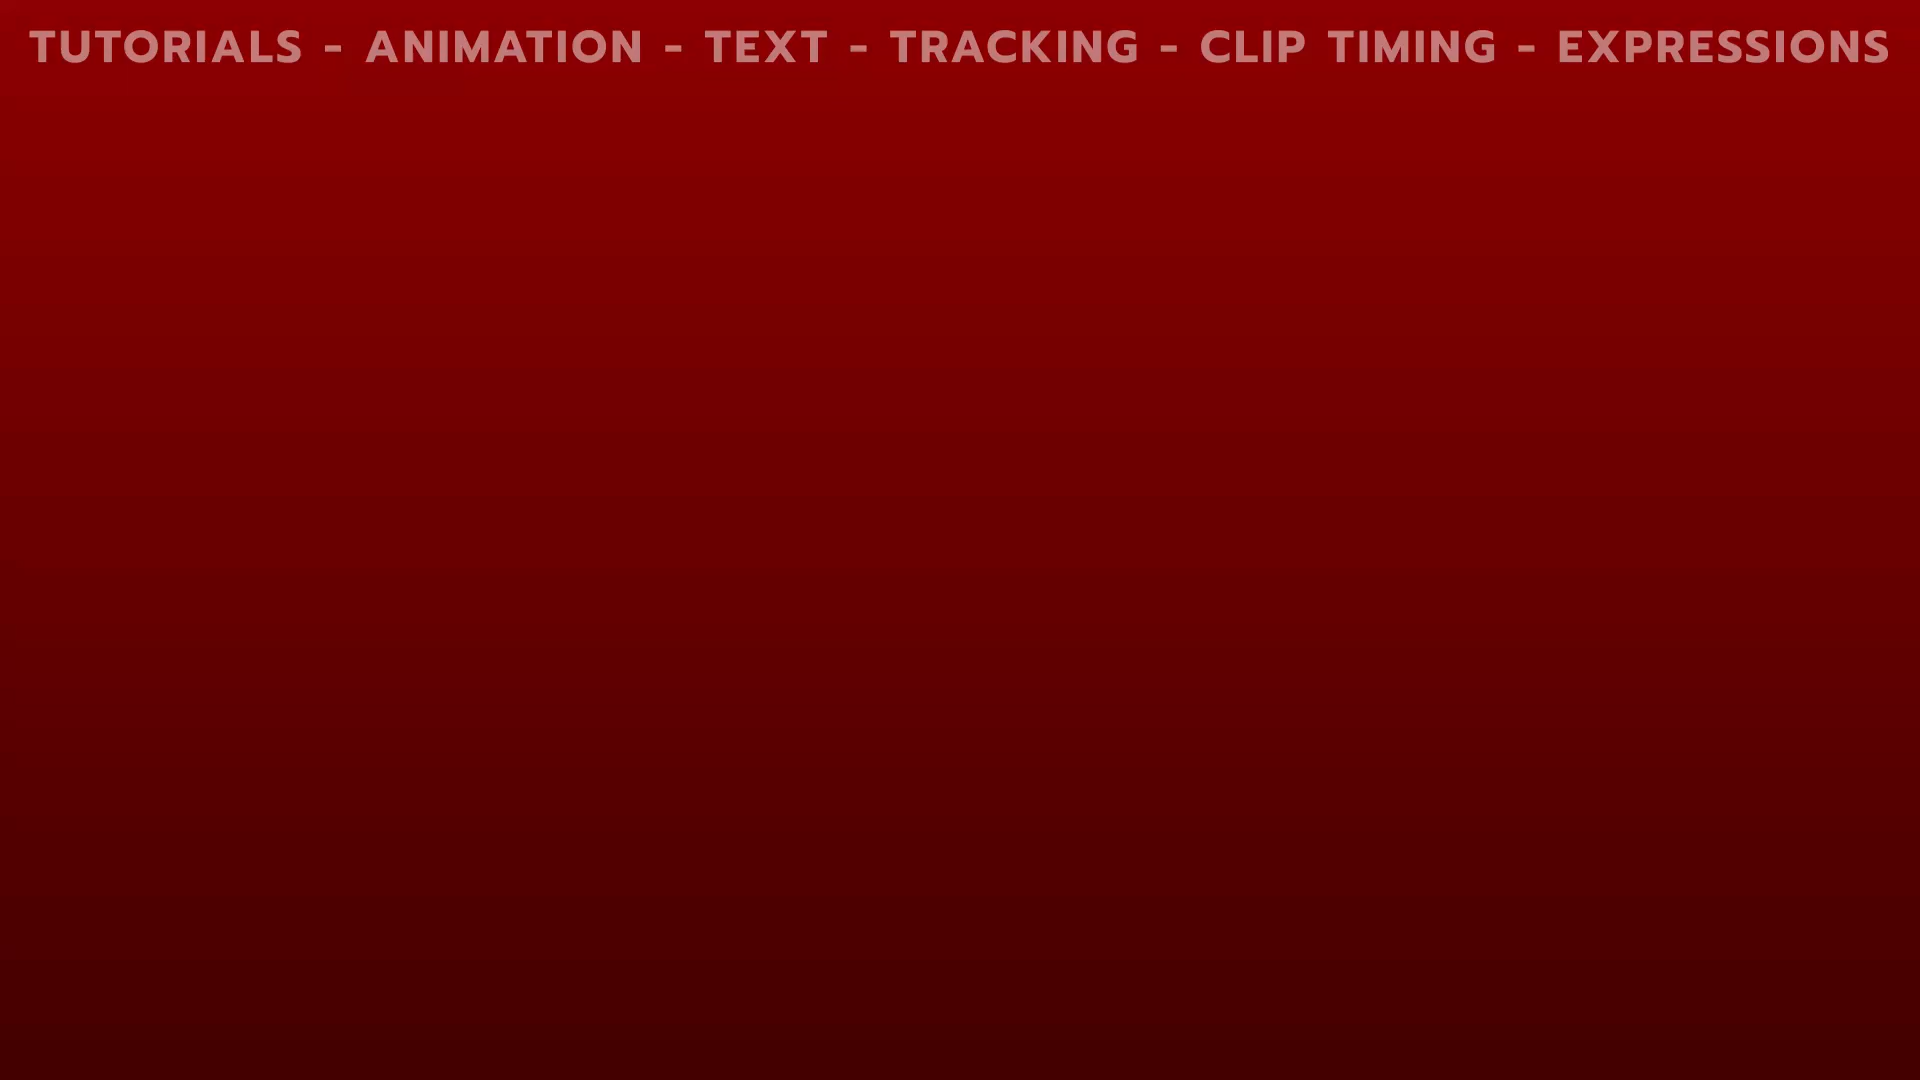 TUTORIALS - ANIMATION - TEXT - TRACKING - CLIP TIMING - EXPRESSIONS